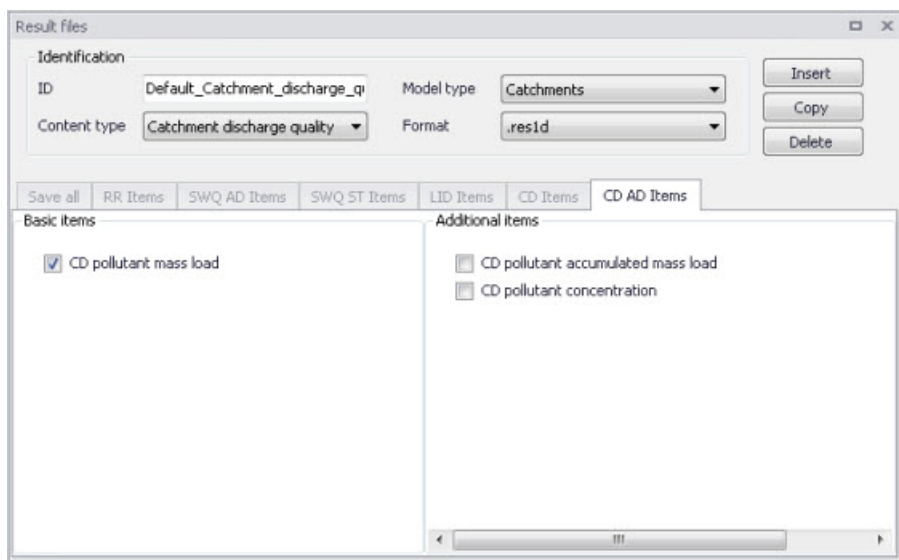 Result files
Identification
ID Default_Catchment_discharge_q Model type Catchments
Content type Catchment discharge quality Format .res1d
Insert
Copy
Delete
Save all RR Items SWQ AD Items SWQ ST Items LID Items CD Items CD AD Items
Basic items Additional items
CD pollutant mass load CD pollutant accumulated mass load
CD pollutant concentration